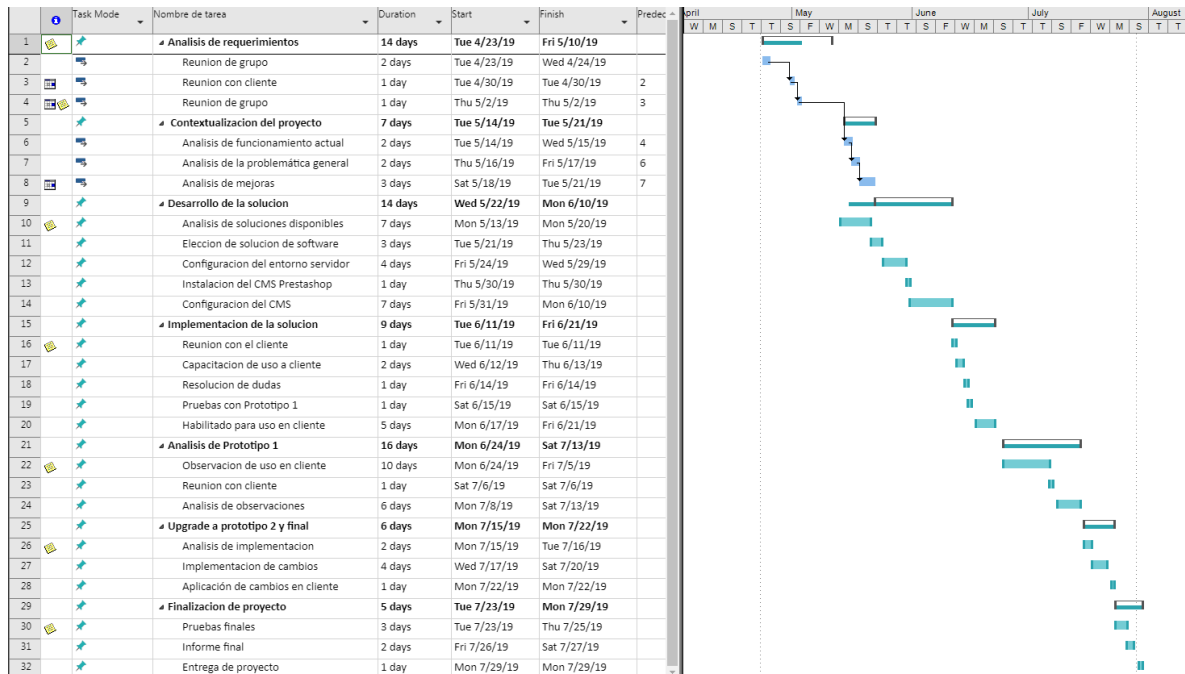 Task Mode Nombre de tarea Duration Start Finish Predec
April May June July August
W M S T T S F W M S T T S F W M S T T S F W M S T T
1 Analisis de requerimientos 14 days Tue 4/23/19 Fri 5/10/19
2 Reunion de grupo 2 days Tue 4/23/19 Wed 4/24/19
3 Reunion con cliente 1 day Tue 4/30/19 Tue 4/30/19 2
4 Reunion de grupo 1 day Thu 5/2/19 Thu 5/2/19 3
5 Contextualizacion del proyecto 7 days Tue 5/14/19 Tue 5/21/19
6 Analisis de funcionamiento actual 2 days Tue 5/14/19 Wed 5/15/19 4
7 Analisis de la problemática general 2 days Thu 5/16/19 Fri 5/17/19 6
8 Analisis de mejoras 3 days Sat 5/18/19 Tue 5/21/19 7
9 Desarrollo de la solucion 14 days Wed 5/22/19 Mon 6/10/19
10 Analisis de soluciones disponibles 7 days Mon 5/13/19 Mon 5/20/19
11 Eleccion de solucion de software 3 days Tue 5/21/19 Thu 5/23/19
12 Configuracion del entorno servidor 4 days Fri 5/24/19 Wed 5/29/19
13 Instalacion del CMS Prestashop 1 day Thu 5/30/19 Thu 5/30/19
14 Configuracion del CMS 7 days Fri 5/31/19 Mon 6/10/19
15 Implementacion de la solucion 9 days Tue 6/11/19 Fri 6/21/19
16 Reunion con el cliente 1 day Tue 6/11/19 Tue 6/11/19
17 Capacitacion de uso a cliente 2 days Wed 6/12/19 Thu 6/13/19
18 Resolucion de dudas 1 day Fri 6/14/19 Fri 6/14/19
19 Pruebas con Prototipo 1 1 day Sat 6/15/19 Sat 6/15/19
20 Habilitado para uso en cliente 5 days Mon 6/17/19 Fri 6/21/19
21 Analisis de Prototipo 1 16 days Mon 6/24/19 Sat 7/13/19
22 Observacion de uso en cliente 10 days Mon 6/24/19 Fri 7/5/19
23 Reunion con cliente 1 day Sat 7/6/19 Sat 7/6/19
24 Analisis de observaciones 6 days Mon 7/8/19 Sat 7/13/19
25 Upgrade a prototipo 2 y final 6 days Mon 7/15/19 Mon 7/22/19
26 Analisis de implementacion 2 days Mon 7/15/19 Tue 7/16/19
27 Implementacion de cambios 4 days Wed 7/17/19 Sat 7/20/19
28 Aplicación de cambios en cliente 1 day Mon 7/22/19 Mon 7/22/19
29 Finalizacion de proyecto 5 days Tue 7/23/19 Mon 7/29/19
30 Pruebas finales 3 days Tue 7/23/19 Thu 7/25/19
31 Informe final 2 days Fri 7/26/19 Sat 7/27/19
32 Entrega de proyecto 1 day Mon 7/29/19 Mon 7/29/19